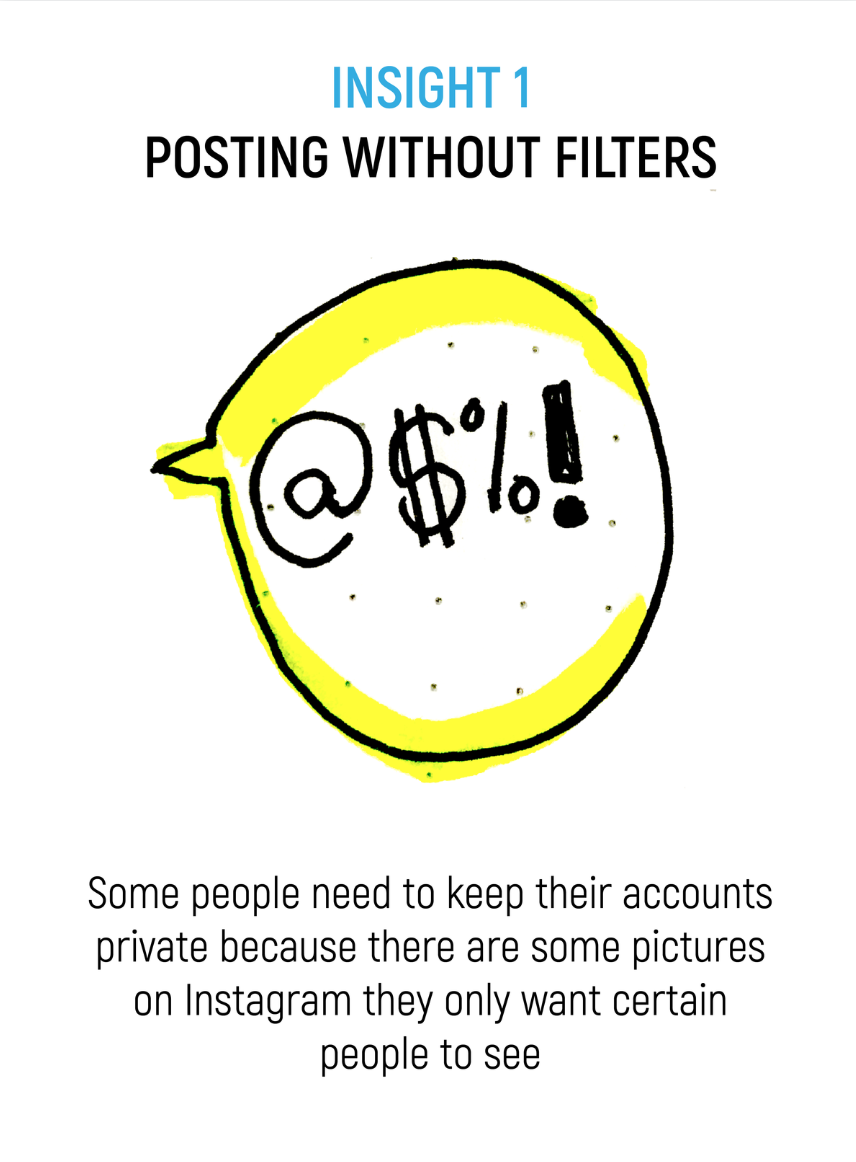 INSIGHT 1
POSTING WITHOUT FILTERS
@$%!
Some people need to keep their accounts
private because there are some pictures
on Instagram they only want certain
people to see